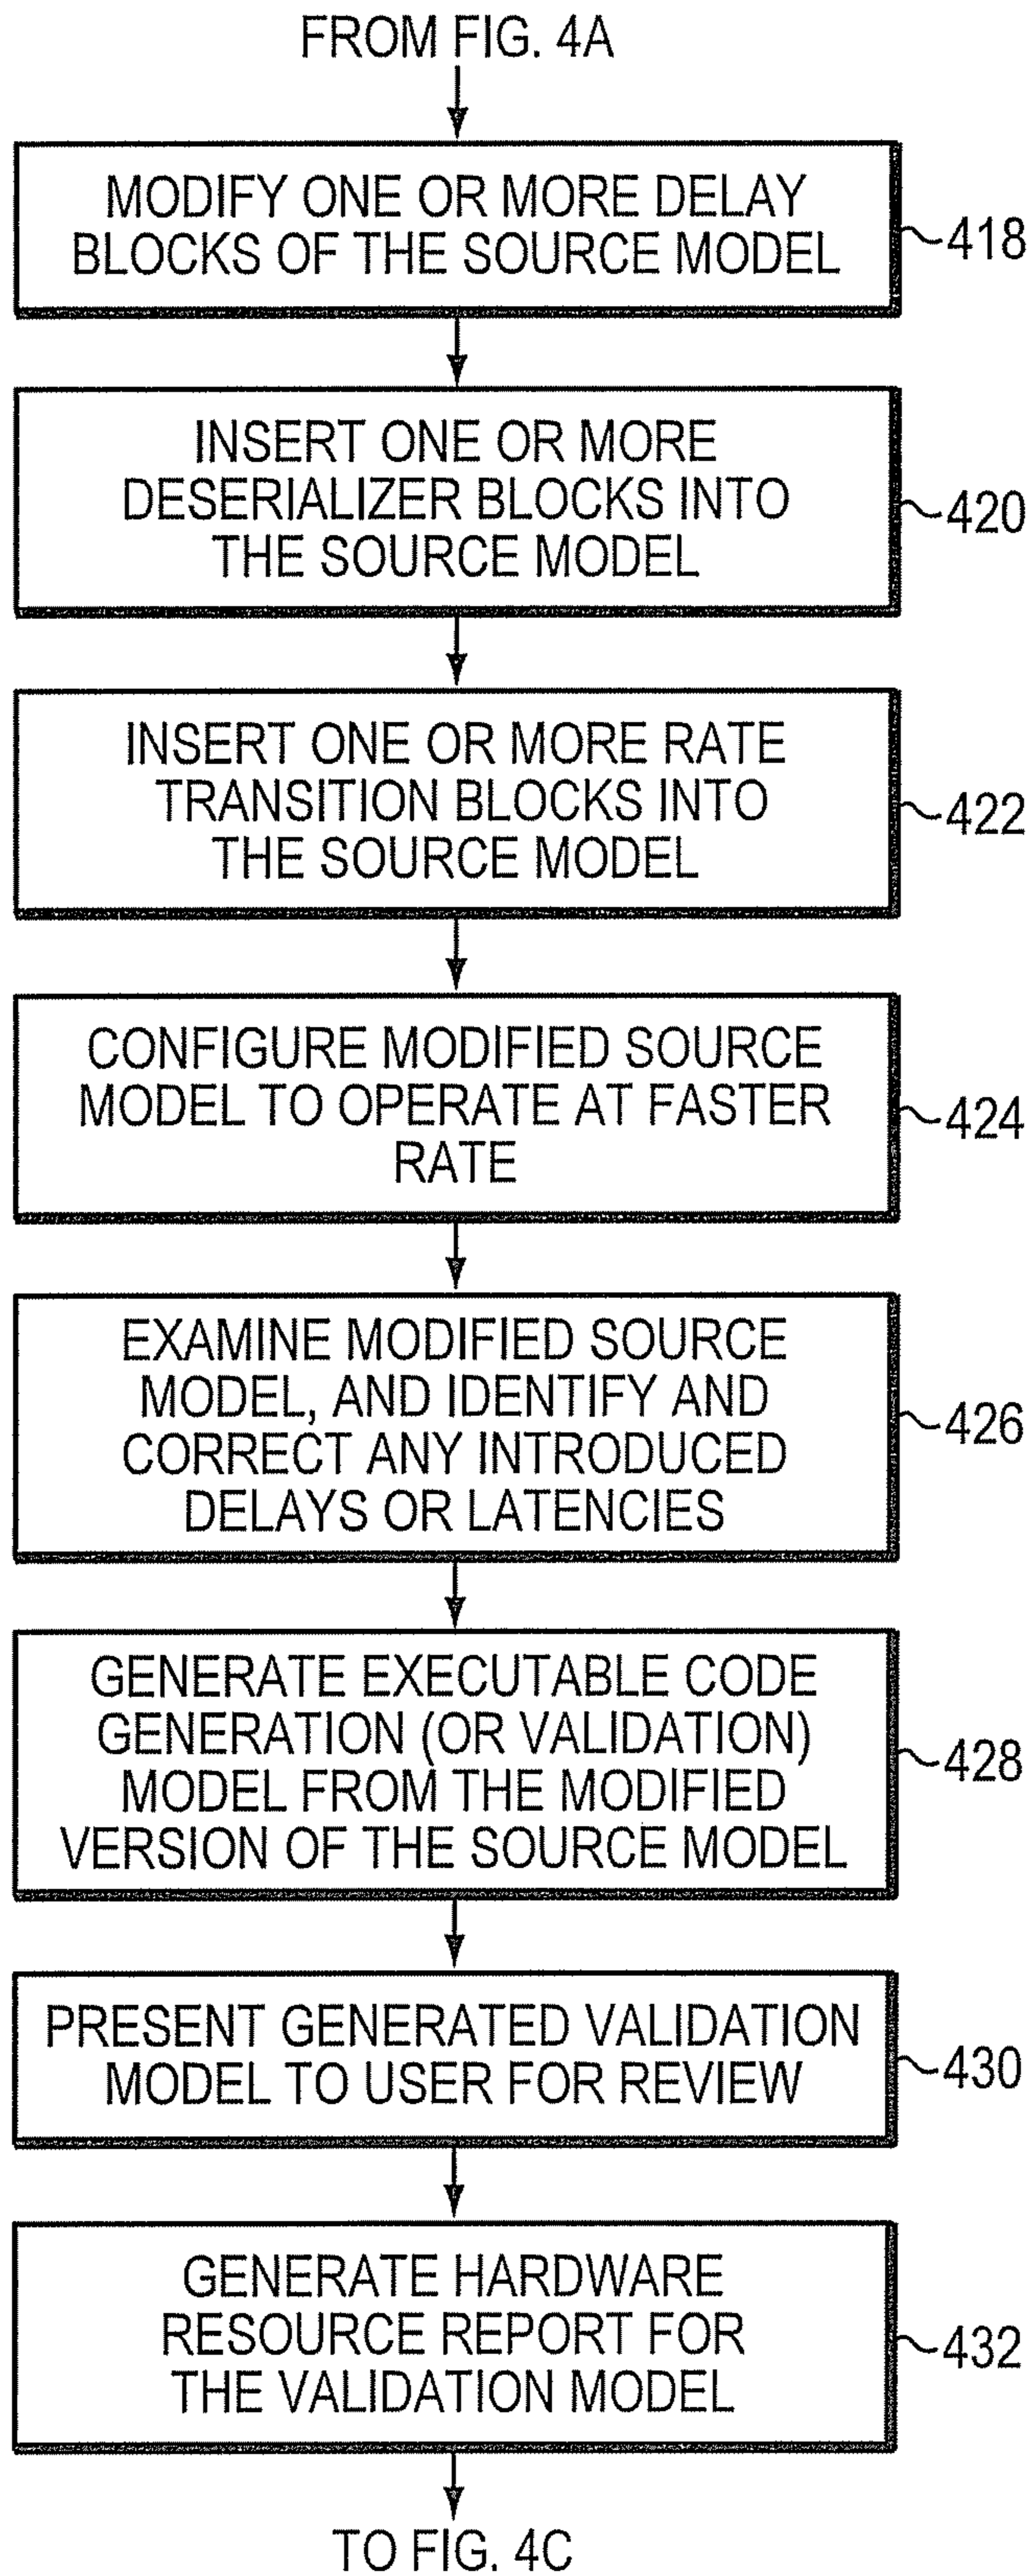 FROM FIG. 4A
MODIFY ONE OR MORE DELAY
BLOCKS OF THE SOURCE MODEL
418
INSERT ONE OR MORE
DESERIALIZER BLOCKS INTO
THE SOURCE MODEL
420
INSERT ONE OR MORE RATE
TRANSITION BLOCKS INTO
THE SOURCE MODEL
422
CONFIGURE MODIFIED SOURCE
MODEL TO OPERATE AT FASTER
RATE
424
EXAMINE MODIFIED SOURCE
MODEL, AND IDENTIFY AND
CORRECT ANY INTRODUCED
DELAYS OR LATENCIES
426
GENERATE EXECUTABLE CODE
GENERATION (OR VALIDATION)
MODEL FROM THE MODIFIED
VERSION OF THE SOURCE MODEL
428
PRESENT GENERATED VALIDATION
MODEL TO USER FOR REVIEW
430
GENERATE HARDWARE
RESOURCE REPORT FOR
THE VALIDATION MODEL
432
TO FIG. 4C